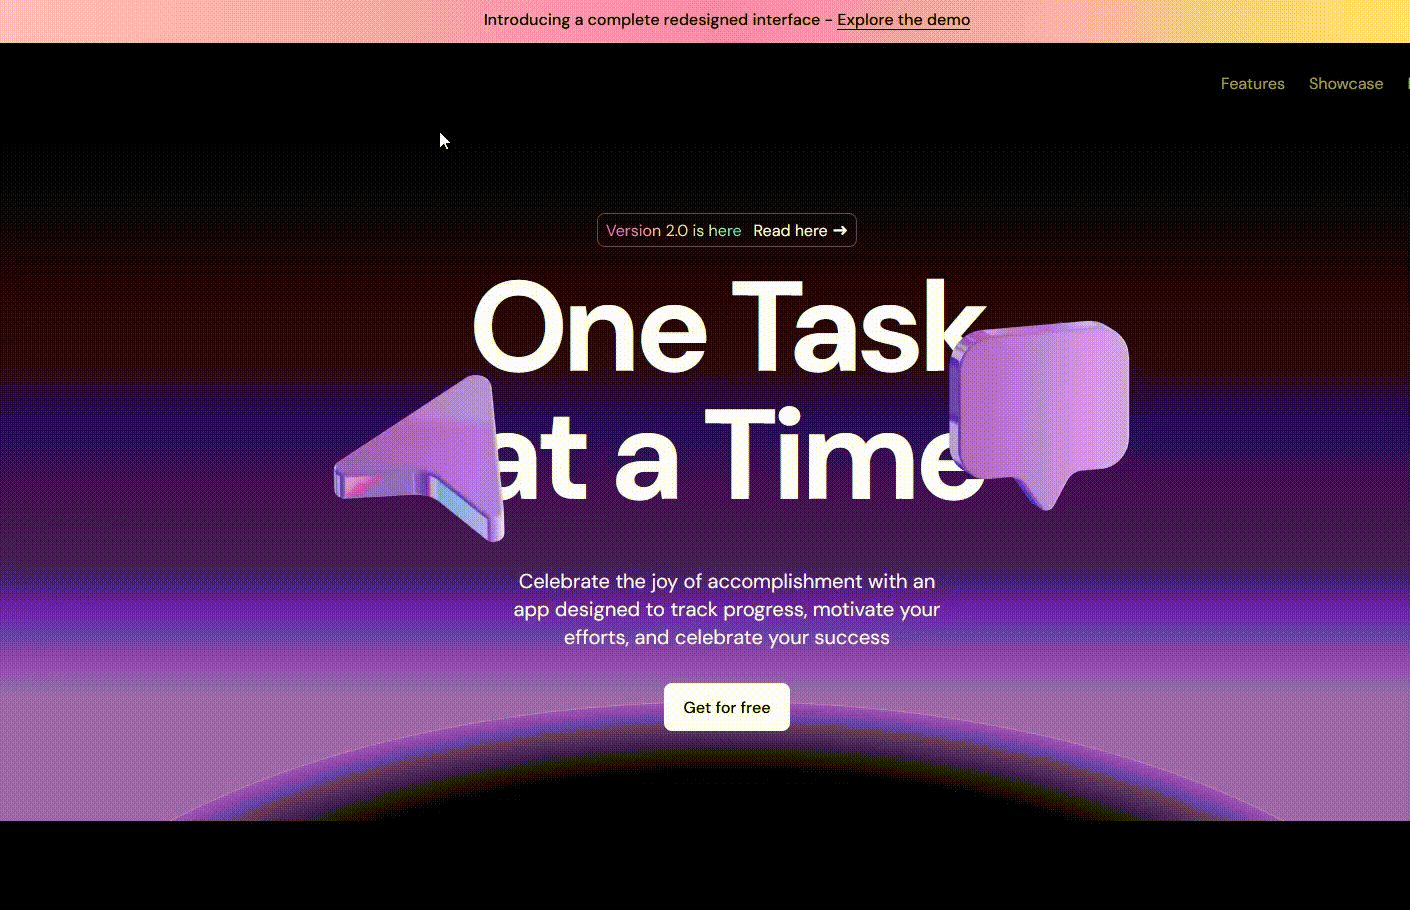 Introducing a complete redesigned interface - Explore the demo
Features Showcase
Version 2.0 is here Read here →
One Task
at a Time
Celebrate the joy of accomplishment with an
app designed to track progress, motivate your
efforts, and celebrate your success
Get for free